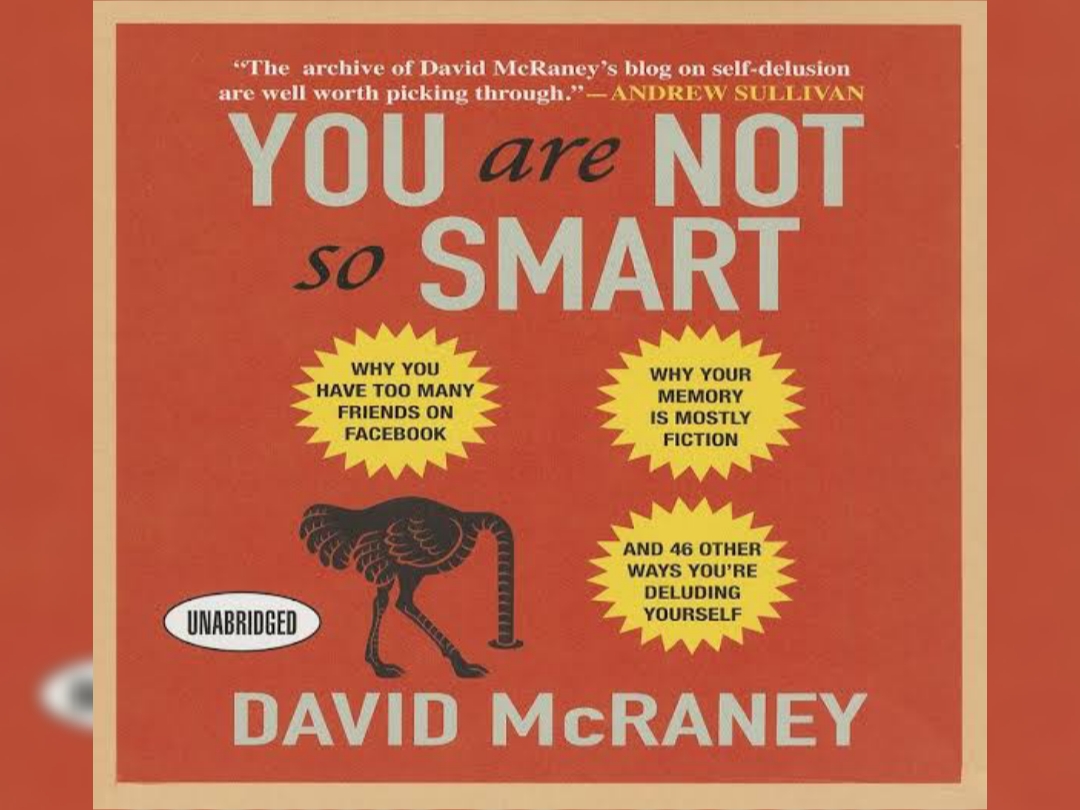 “The archive of David McRaney’s blog on self-delusion
are well worth picking through.”—ANDREW SULLIVAN
YOU are NOT
so SMART
WHY YOU
HAVE TOO MANY
FRIENDS ON
FACEBOOK
WHY YOUR
MEMORY
IS MOSTLY
FICTION
AND 46 OTHER
WAYS YOU’RE
DELUDING
YOURSELF
UNABRIDGED
DAVID McRANEY